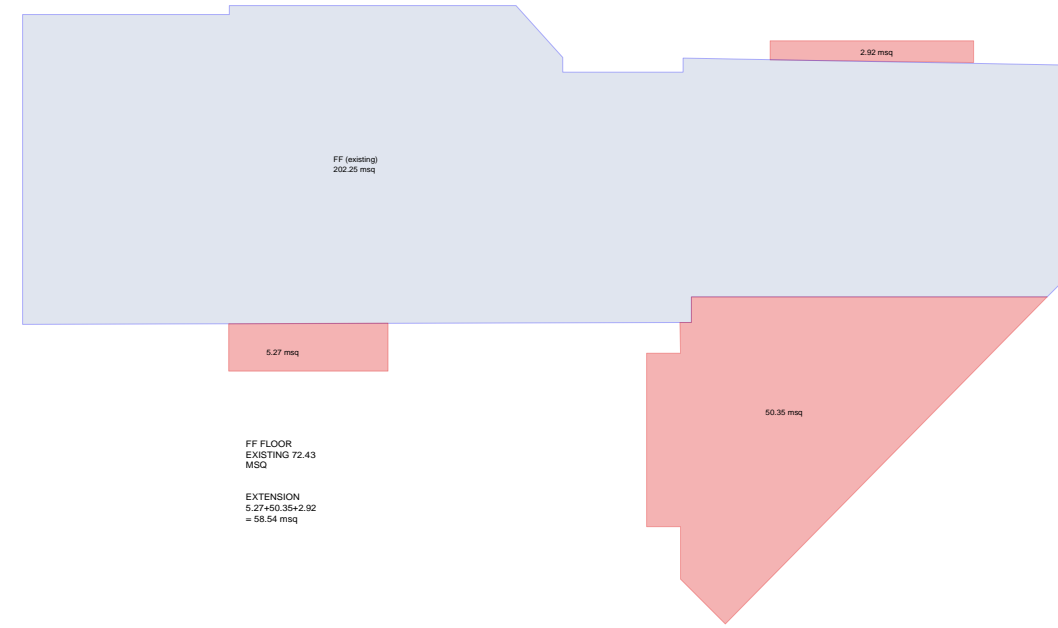 2.92 msq
FF (existing)
202.25 msq
5.27 msq
50.35 msq
FF FLOOR
EXISTING 72.43
MSQ
EXTENSION
5.27+50.35+2.92
= 58.54 msq